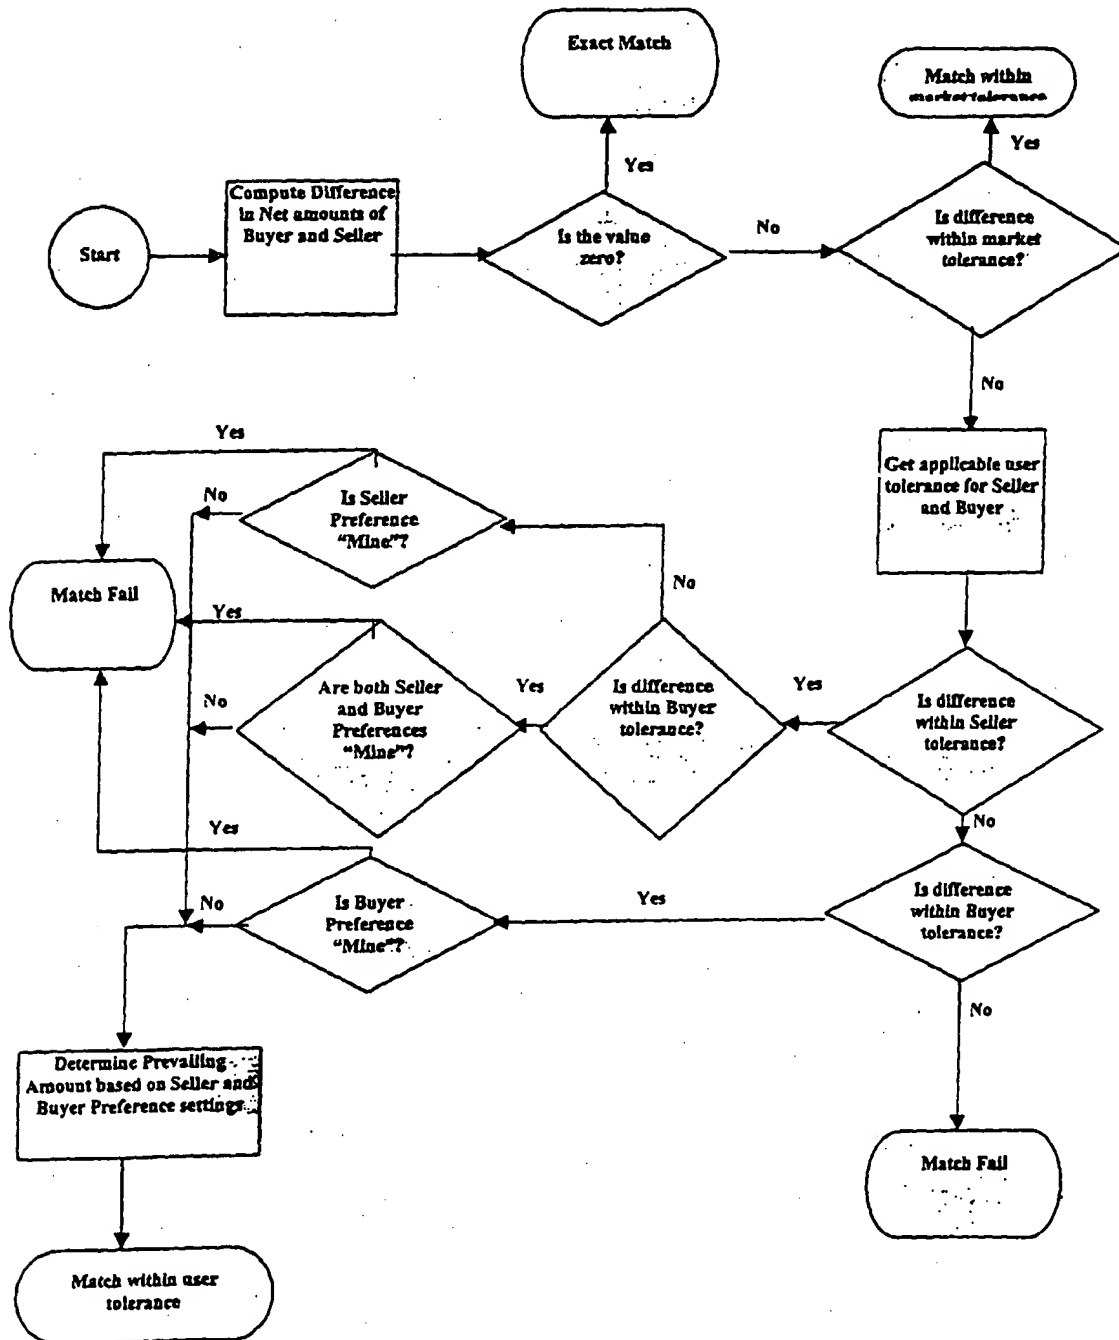 Exact Match
Match within
market tolerance
Yes
Yes
Compute Difference
in Net amounts of
Buyer and Seller
Start
Is the value
zero?
No
Is difference
within market
tolerance?
No
Yes
Get applicable user
tolerance for Seller
and Buyer
No
Is Seller
Preference
“Mine”?
No
Match Fail
Yes
Are both Seller
and Buyer
Preferences
“Mine”?
No
Yes
Is difference
within Buyer
tolerance?
Yes
Is difference
within Seller
tolerance?
No
Yes
Is Buyer
Preference
“Mine”?
No
Yes
Is difference
within Buyer
tolerance?
No
Determine Prevailing
Amount based on Seller and
Buyer Preference settings
Match Fail
Match within user
tolerance